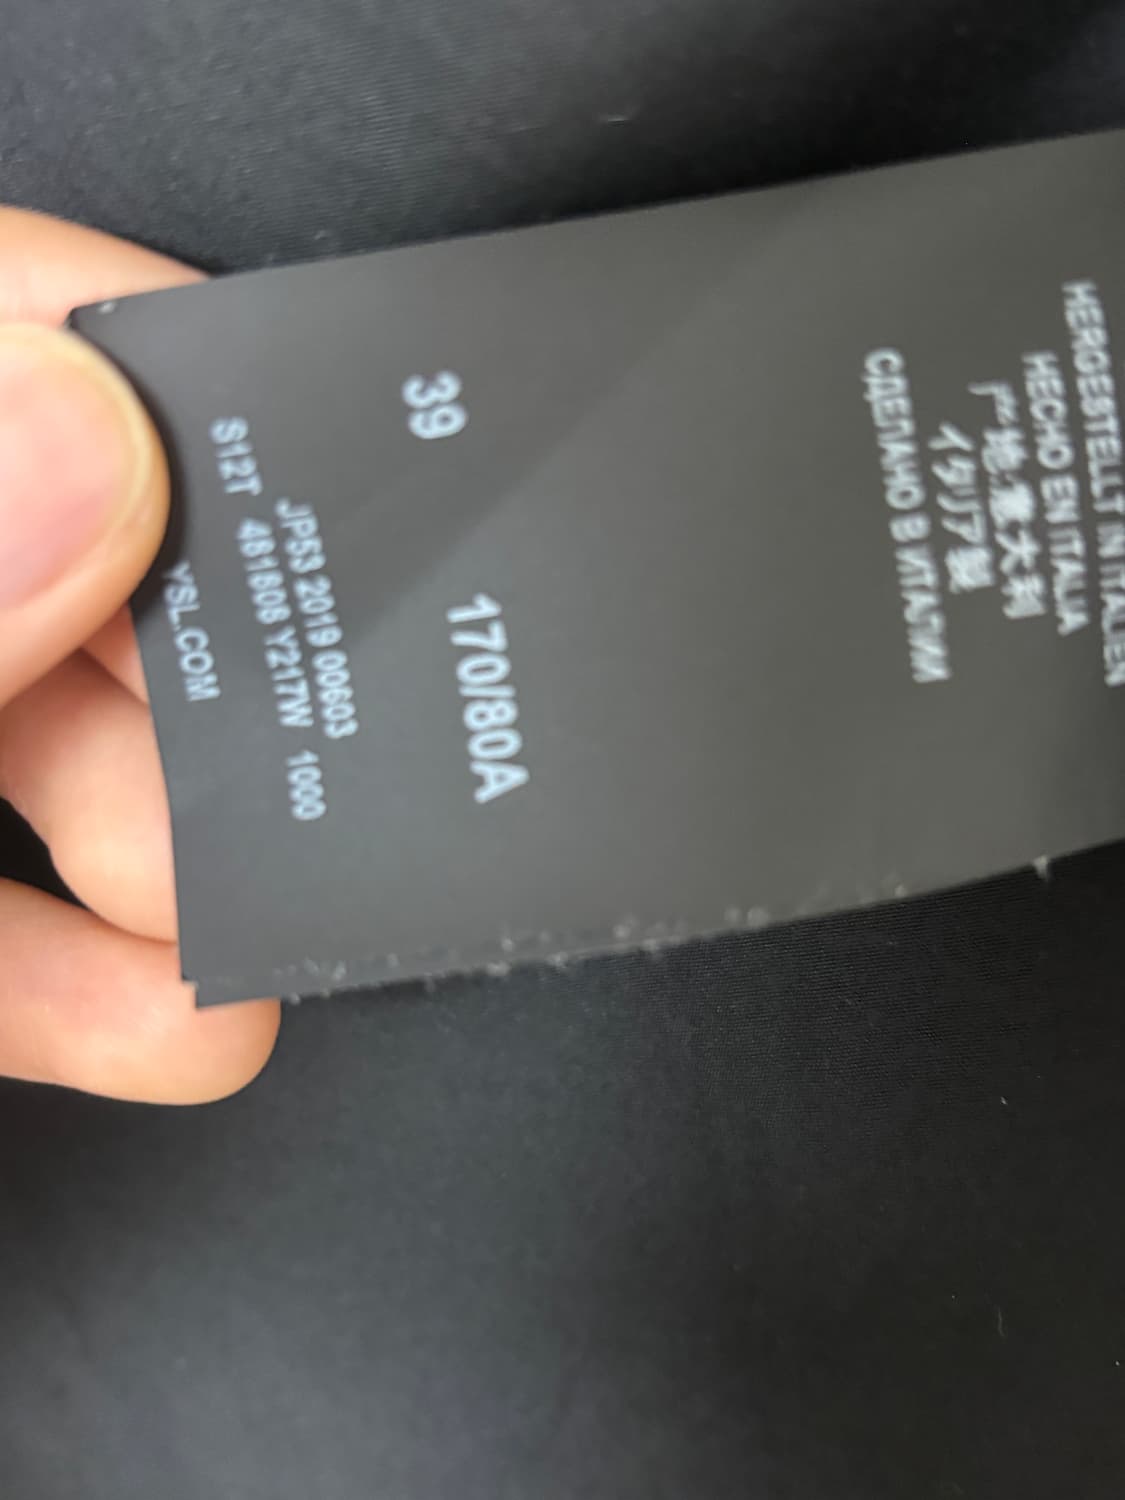 HERGESTELLT IN ITALIEN
HECHO EN ITALIA
产地意大利
イタリア製
СДЕЛАНО В ИТАЛИИ
39 170/80A
JP53 2019 00603
S12T Y217W 1000
YSL.COM